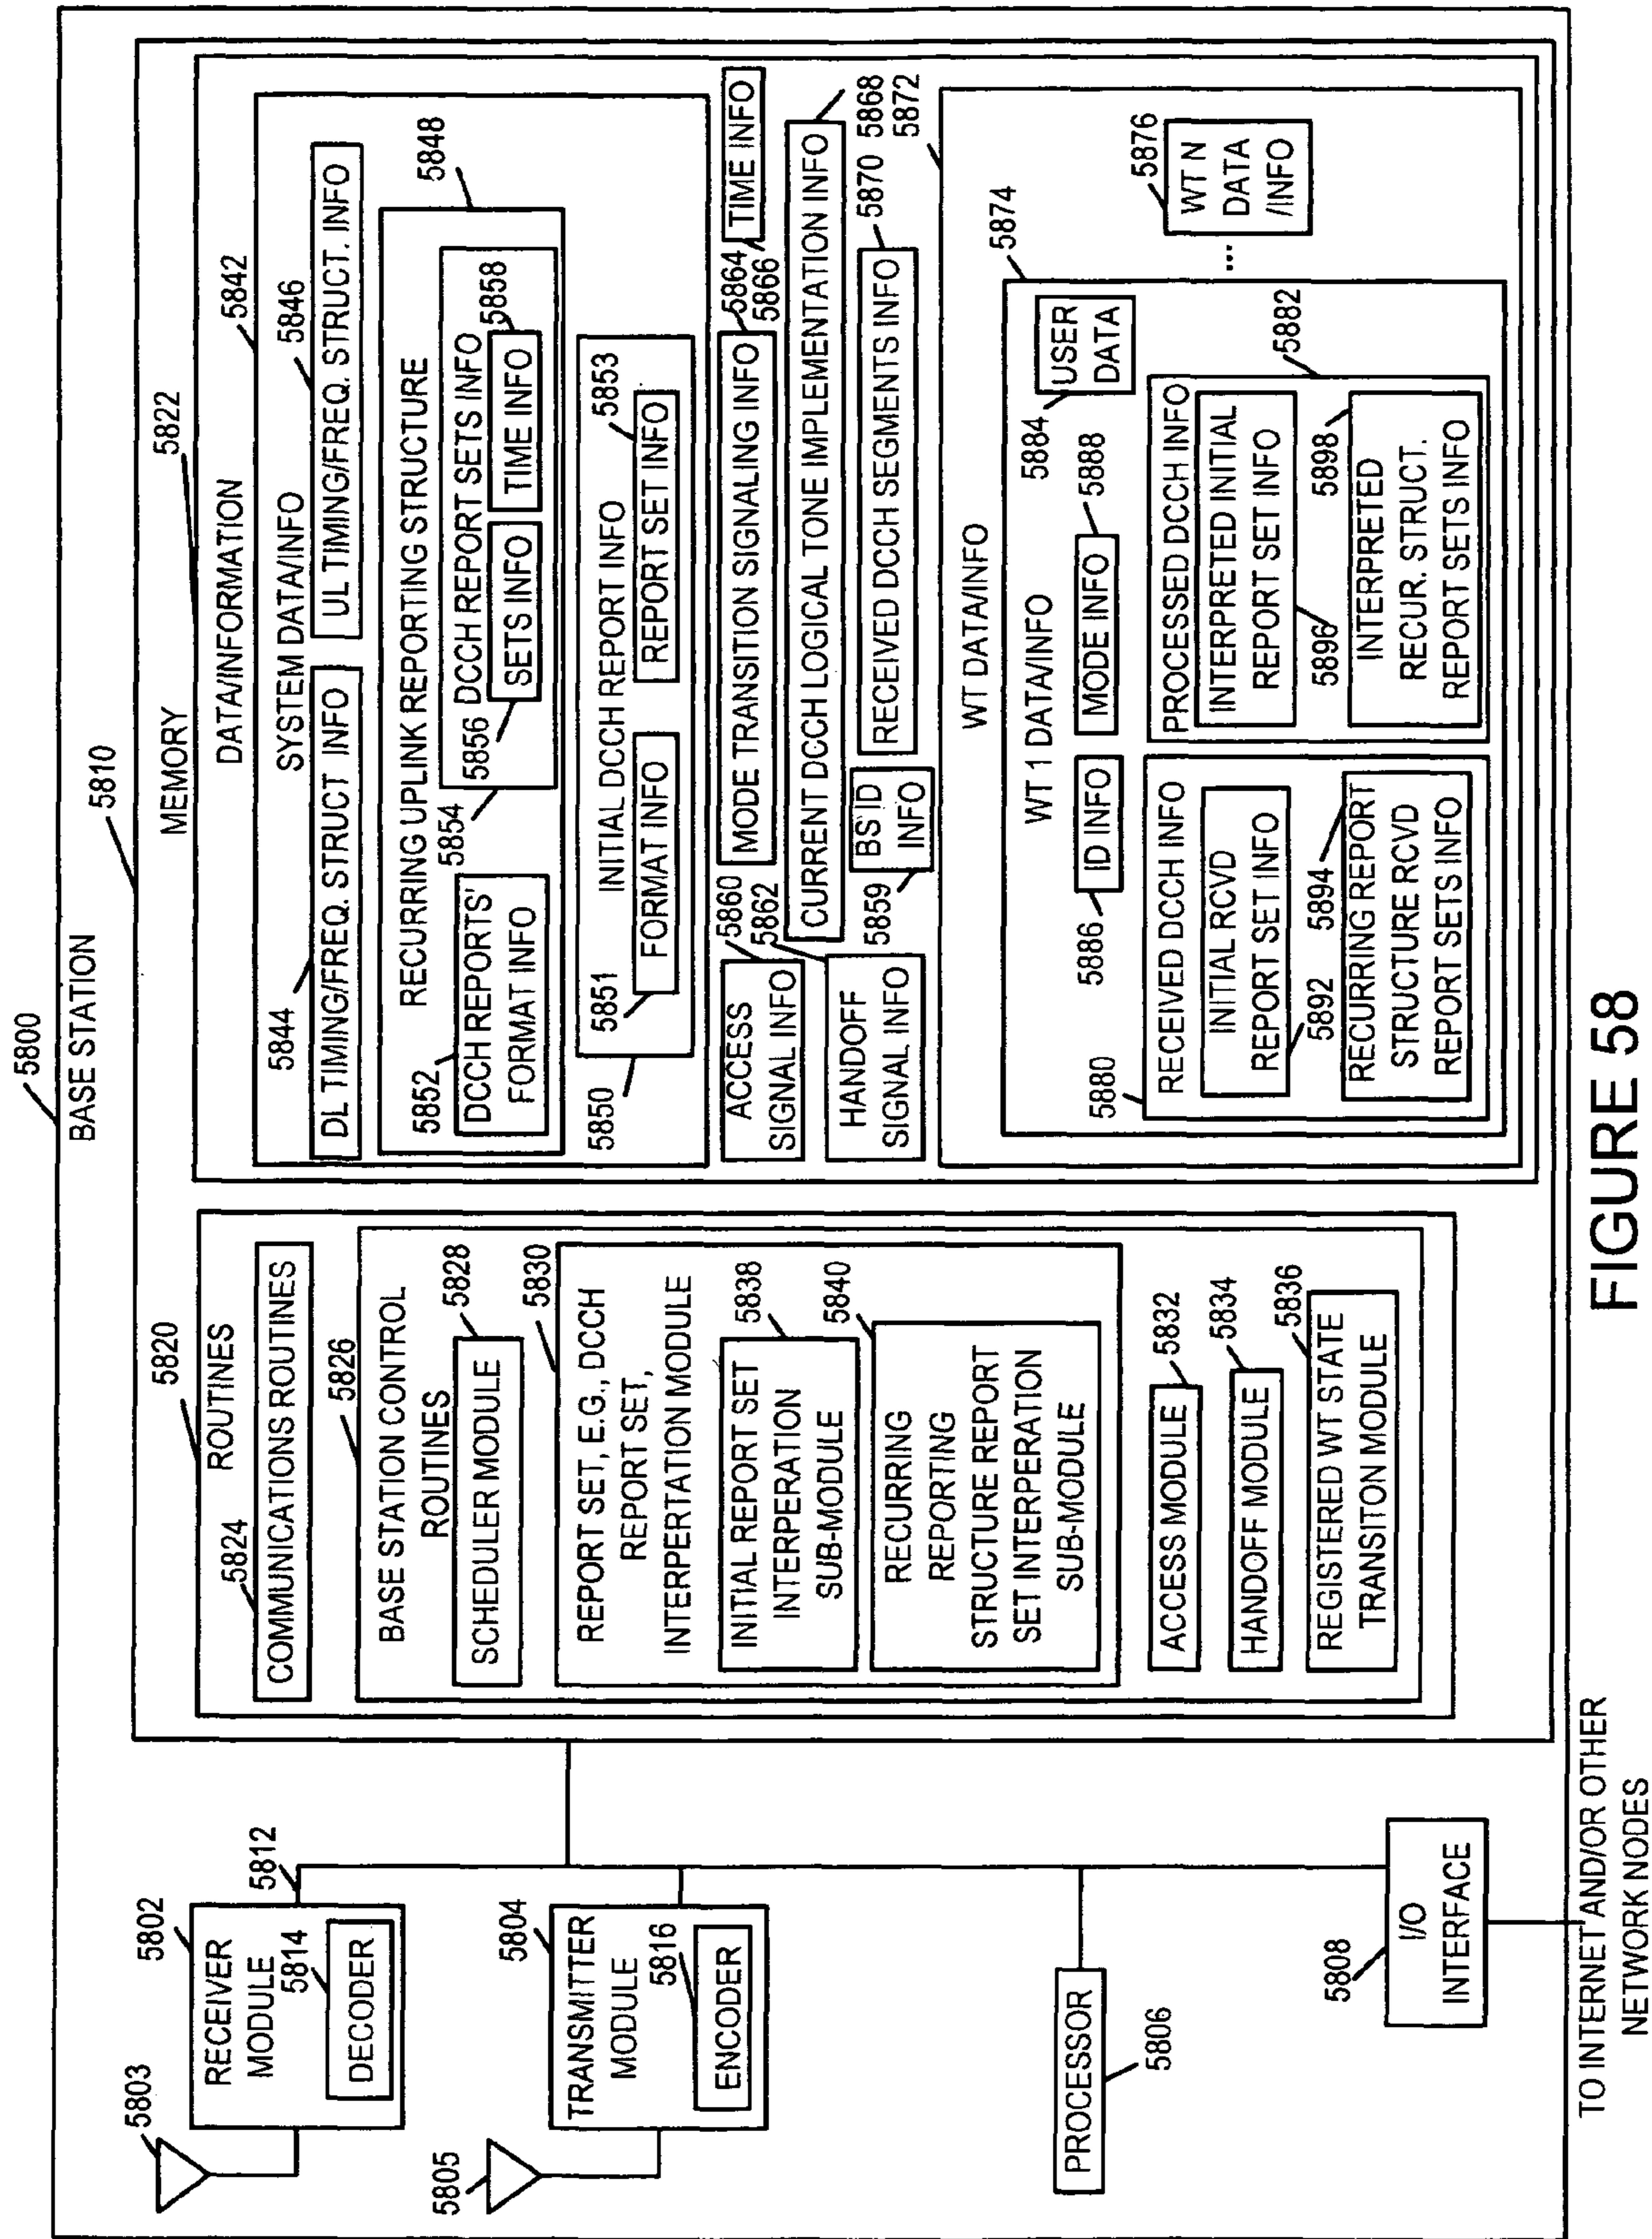 5800
BASE STATION
5803
5802
RECEIVER
MODULE
5814
DECODER
5812
5805
5804
TRANSMITTER
MODULE
5816
ENCODER
PROCESSOR
5806
5808
I/O
INTERFACE
TO INTERNET AND/OR OTHER
NETWORK NODES
5810
MEMORY
5820
ROUTINES
5824
COMMUNICATIONS ROUTINES
5826
BASE STATION CONTROL
ROUTINES
5828
SCHEDULER MODULE
5830
REPORT SET, E.G., DCCH
REPORT SET,
INTERPERTATION MODULE
5838
INITIAL REPORT SET
INTERPERATION
SUB-MODULE
5840
RECURRING
REPORTING
STRUCTURE REPORT
SET INTERPERATION
SUB-MODULE
5832
ACCESS MODULE
5834
HANDOFF MODULE
5836
REGISTERED WT STATE
TRANSITON MODULE
5822
DATA/INFORMATION
5842
SYSTEM DATA/INFO
5844
DL TIMING/FREQ. STRUCT INFO
5846
UL TIMING/FREQ. STRUCT. INFO
5848
RECURRING UPLINK REPORTING STRUCTURE
5852
DCCH REPORTS'
FORMAT INFO
5854
DCCH REPORT SETS INFO
5856
SETS INFO
5858
TIME INFO
5850
INITIAL DCCH REPORT INFO
5851
FORMAT INFO
5853
REPORT SET INFO
5860
ACCESS
SIGNAL INFO
5862
HANDOFF
SIGNAL INFO
5864
MODE TRANSITION SIGNALING INFO
5866
TIME INFO
5868
CURRENT DCCH LOGICAL TONE IMPLEMENTATION INFO
5859
BS ID
INFO
5870
RECEIVED DCCH SEGMENTS INFO
5872
WT DATA/INFO
5874
WT 1 DATA/INFO
5884
USER
DATA
5886
ID INFO
5888
MODE INFO
5880
RECEIVED DCCH INFO
INITIAL RCVD
REPORT SET INFO
5892
5894
RECURRING REPORT
STRUCTURE RCVD
REPORT SETS INFO
5882
PROCESSED DCCH INFO
INTERPRETED INITIAL
REPORT SET INFO
5896
5898
INTERPRETED
RECUR. STRUCT.
REPORT SETS INFO
...
5876
WT N
DATA
/INFO
FIGURE 58